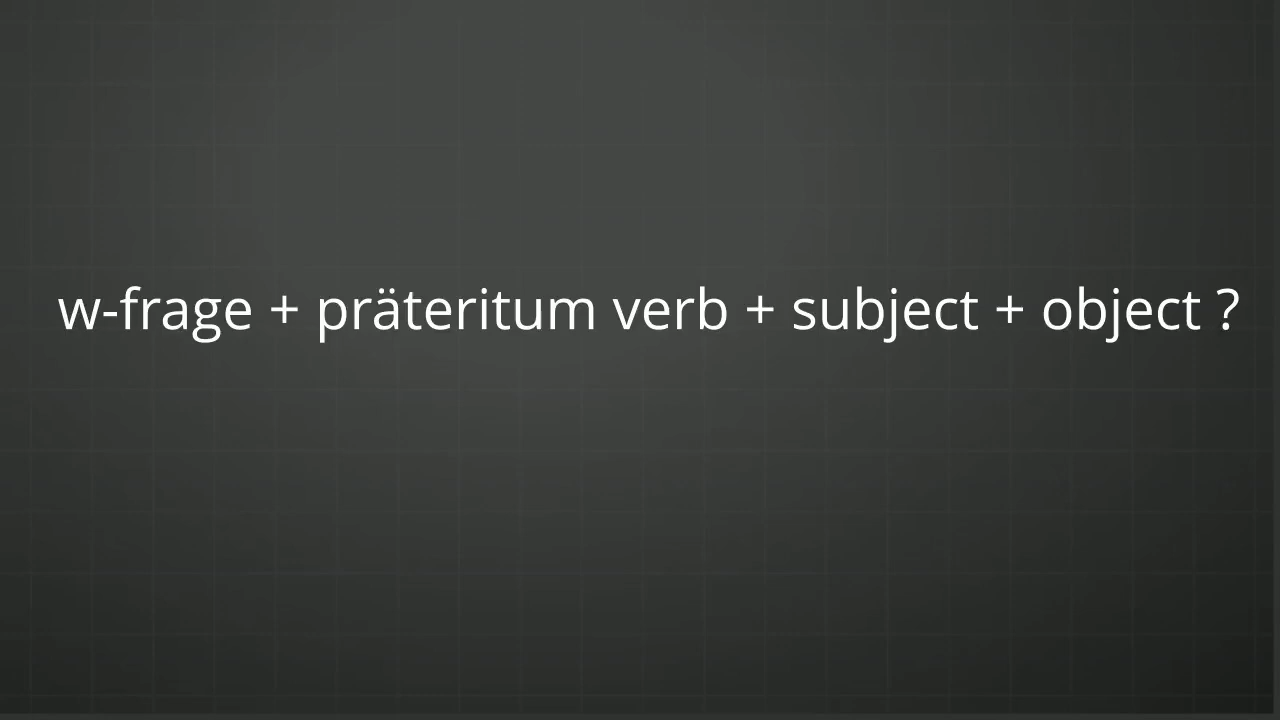 w-frage + präteritum verb + subject + object ?